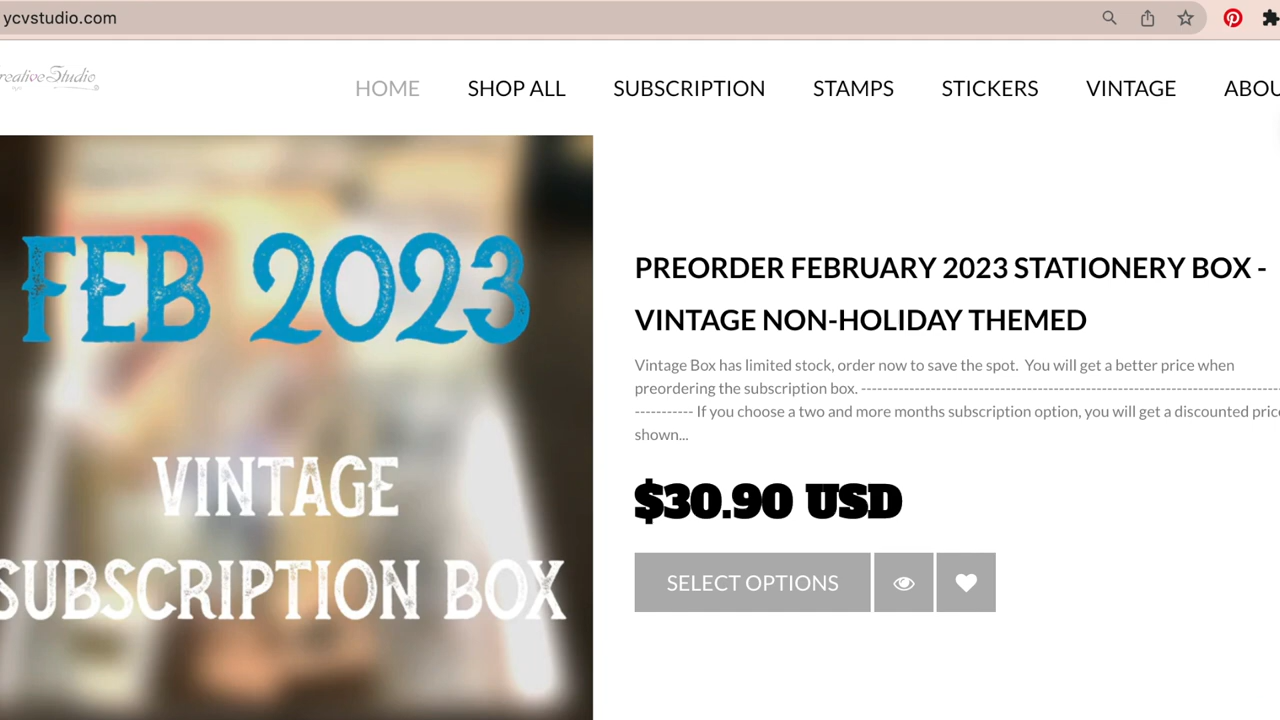 ycvstudio.com
reativeStudio
HOME SHOP ALL SUBSCRIPTION STAMPS STICKERS VINTAGE ABOU
FEB 2023
VINTAGE
SUBSCRIPTION BOX
PREORDER FEBRUARY 2023 STATIONERY BOX -
VINTAGE NON-HOLIDAY THEMED
Vintage Box has limited stock, order now to save the spot.  You will get a better price when
preordering the subscription box. -------------------------------------------------------------------------------
----------- If you choose a two and more months subscription option, you will get a discounted price
shown...
$30.90 USD
SELECT OPTIONS